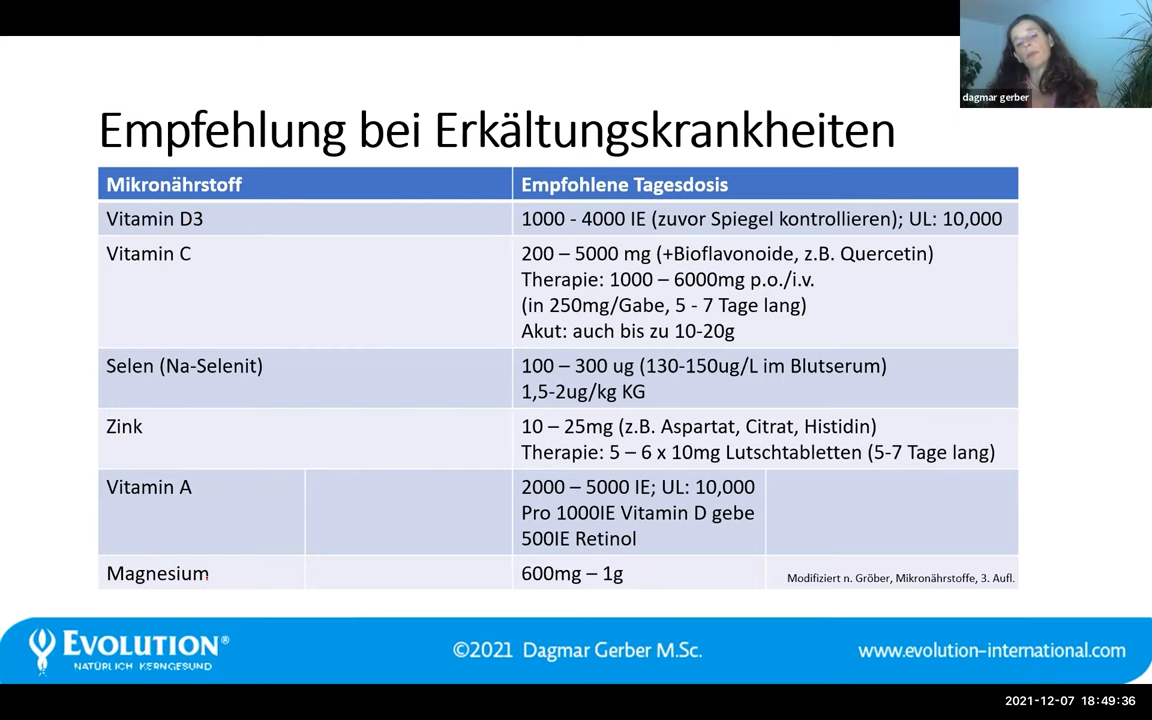 dagmar gerber
Empfehlung bei Erkältungskrankheiten
Mikronährstoff
Empfohlene Tagesdosis
Vitamin D3
1000 - 4000 IE (zuvor Spiegel kontrollieren); UL: 10,000
Vitamin C
200 – 5000 mg (+Bioflavonoide, z.B. Quercetin)
Therapie: 1000 – 6000mg p.o./i.v.
(in 250mg/Gabe, 5 - 7 Tage lang)
Akut: auch bis zu 10-20g
Selen (Na-Selenit)
100 – 300 ug (130-150ug/L im Blutserum)
1,5-2ug/kg KG
Zink
10 – 25mg (z.B. Aspartat, Citrat, Histidin)
Therapie: 5 – 6 x 10mg Lutschtabletten (5-7 Tage lang)
Vitamin A
2000 – 5000 IE; UL: 10,000
Pro 1000IE Vitamin D gebe
500IE Retinol
Magnesium
600mg – 1g
Modifiziert n. Gröber, Mikronährstoffe, 3. Aufl.
EVOLUTION®
NATÜRLICH KERNGESUND
©2021 Dagmar Gerber M.Sc.
www.evolution-international.com
2021-12-07 18:49:36